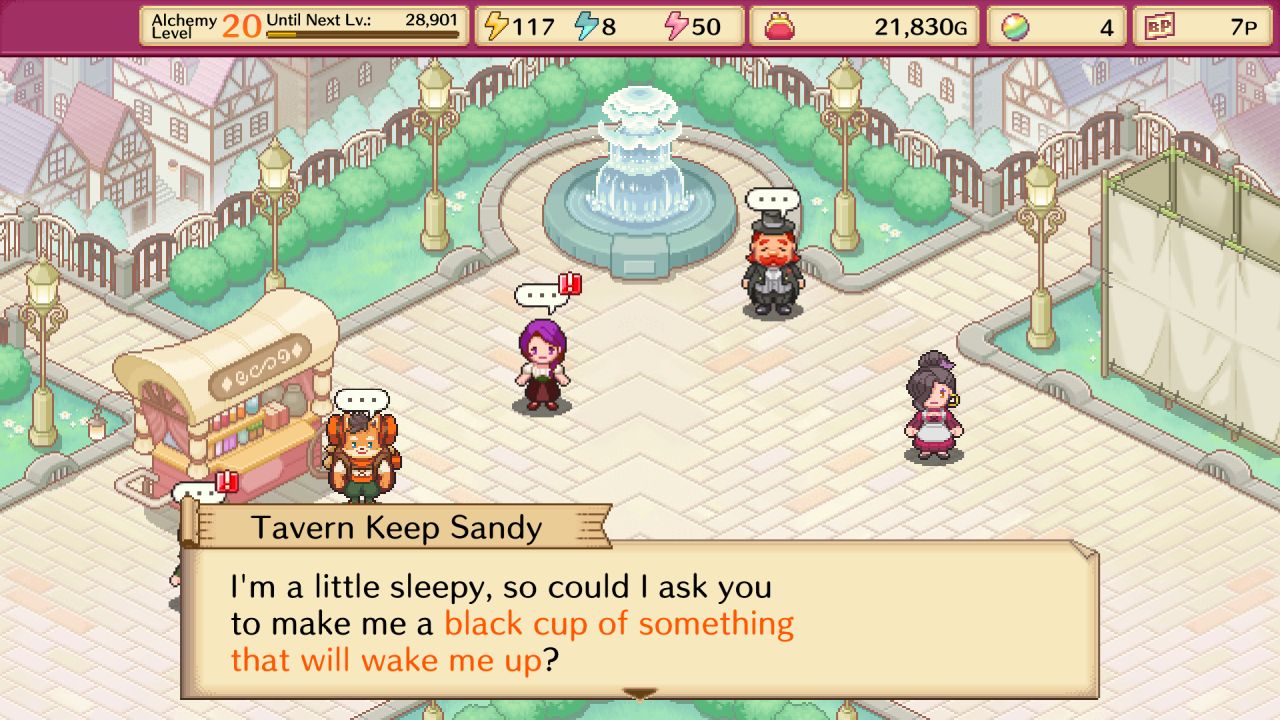 Alchemy Level 20 Until Next Lv.: 28,901
117
8
50
21,830G
4
BP 7P
...
...
...
!
...
!
Tavern Keep Sandy
I'm a little sleepy, so could I ask you
to make me a black cup of something
that will wake me up?